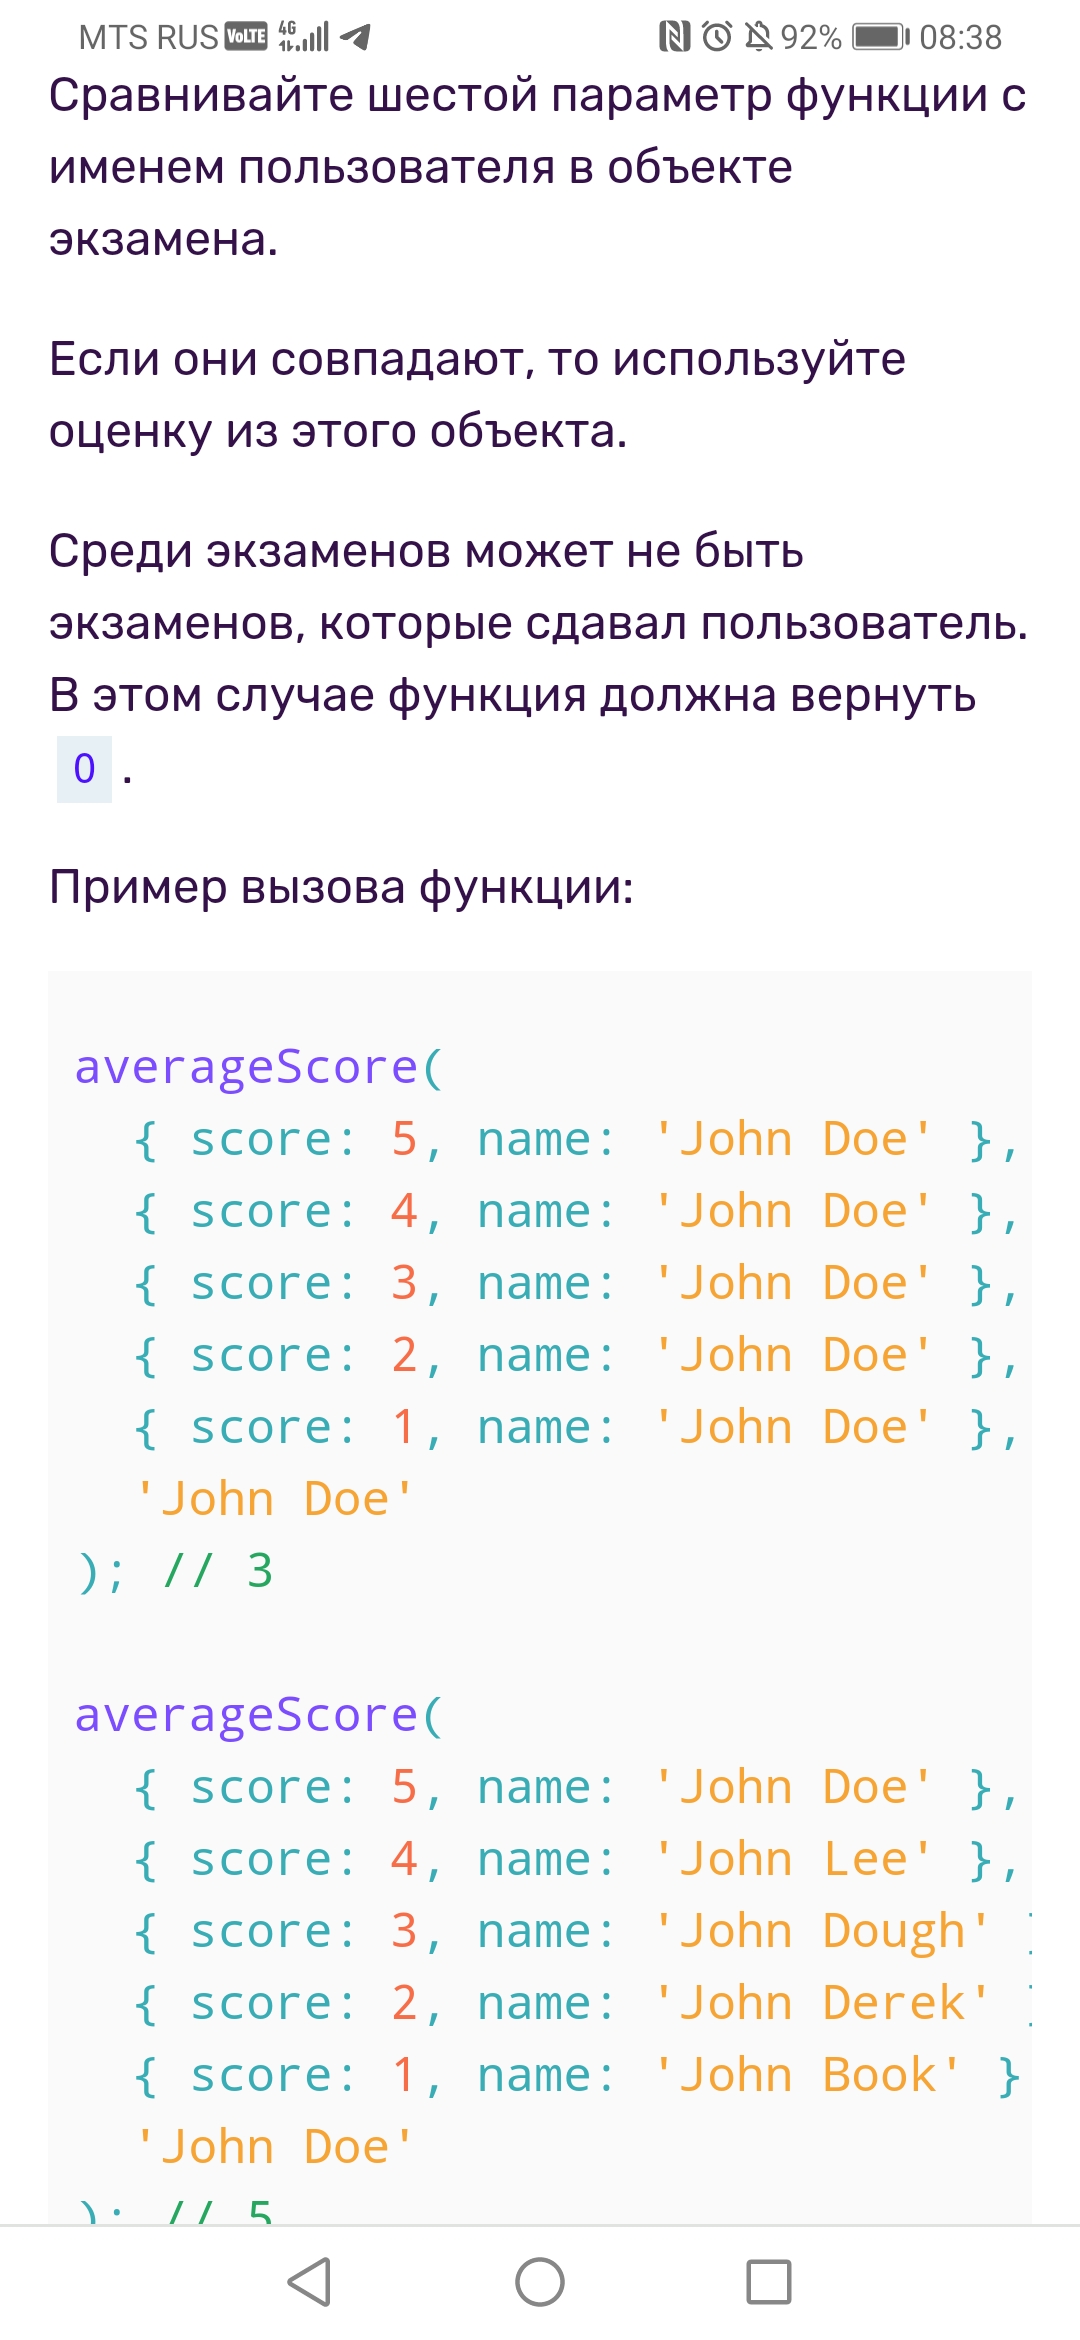 MTS RUS VoLTE 4G 92% 08:38
Сравнивайте шестой параметр функции с
именем пользователя в объекте
экзамена.
Если они совпадают, то используйте
оценку из этого объекта.
Среди экзаменов может не быть
экзаменов, которые сдавал пользователь.
В этом случае функция должна вернуть
0 .
Пример вызова функции:
averageScore(
{ score: 5, name: 'John Doe' },
{ score: 4, name: 'John Doe' },
{ score: 3, name: 'John Doe' },
{ score: 2, name: 'John Doe' },
{ score: 1, name: 'John Doe' },
'John Doe'
); // 3
averageScore(
{ score: 5, name: 'John Doe' },
{ score: 4, name: 'John Lee' },
{ score: 3, name: 'John Dough'
{ score: 2, name: 'John Derek'
{ score: 1, name: 'John Book' }
'John Doe'
); // 5